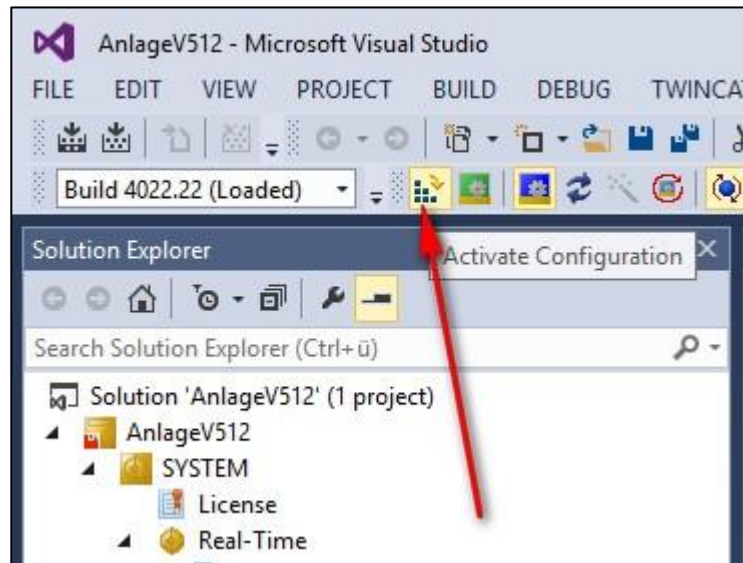 AnlageV512 - Microsoft Visual Studio
FILE EDIT VIEW PROJECT BUILD DEBUG TWINCA
Build 4022.22 (Loaded)
Solution Explorer
Activate Configuration
Search Solution Explorer (Ctrl+ü)
Solution 'AnlageV512' (1 project)
AnlageV512
SYSTEM
License
Real-Time